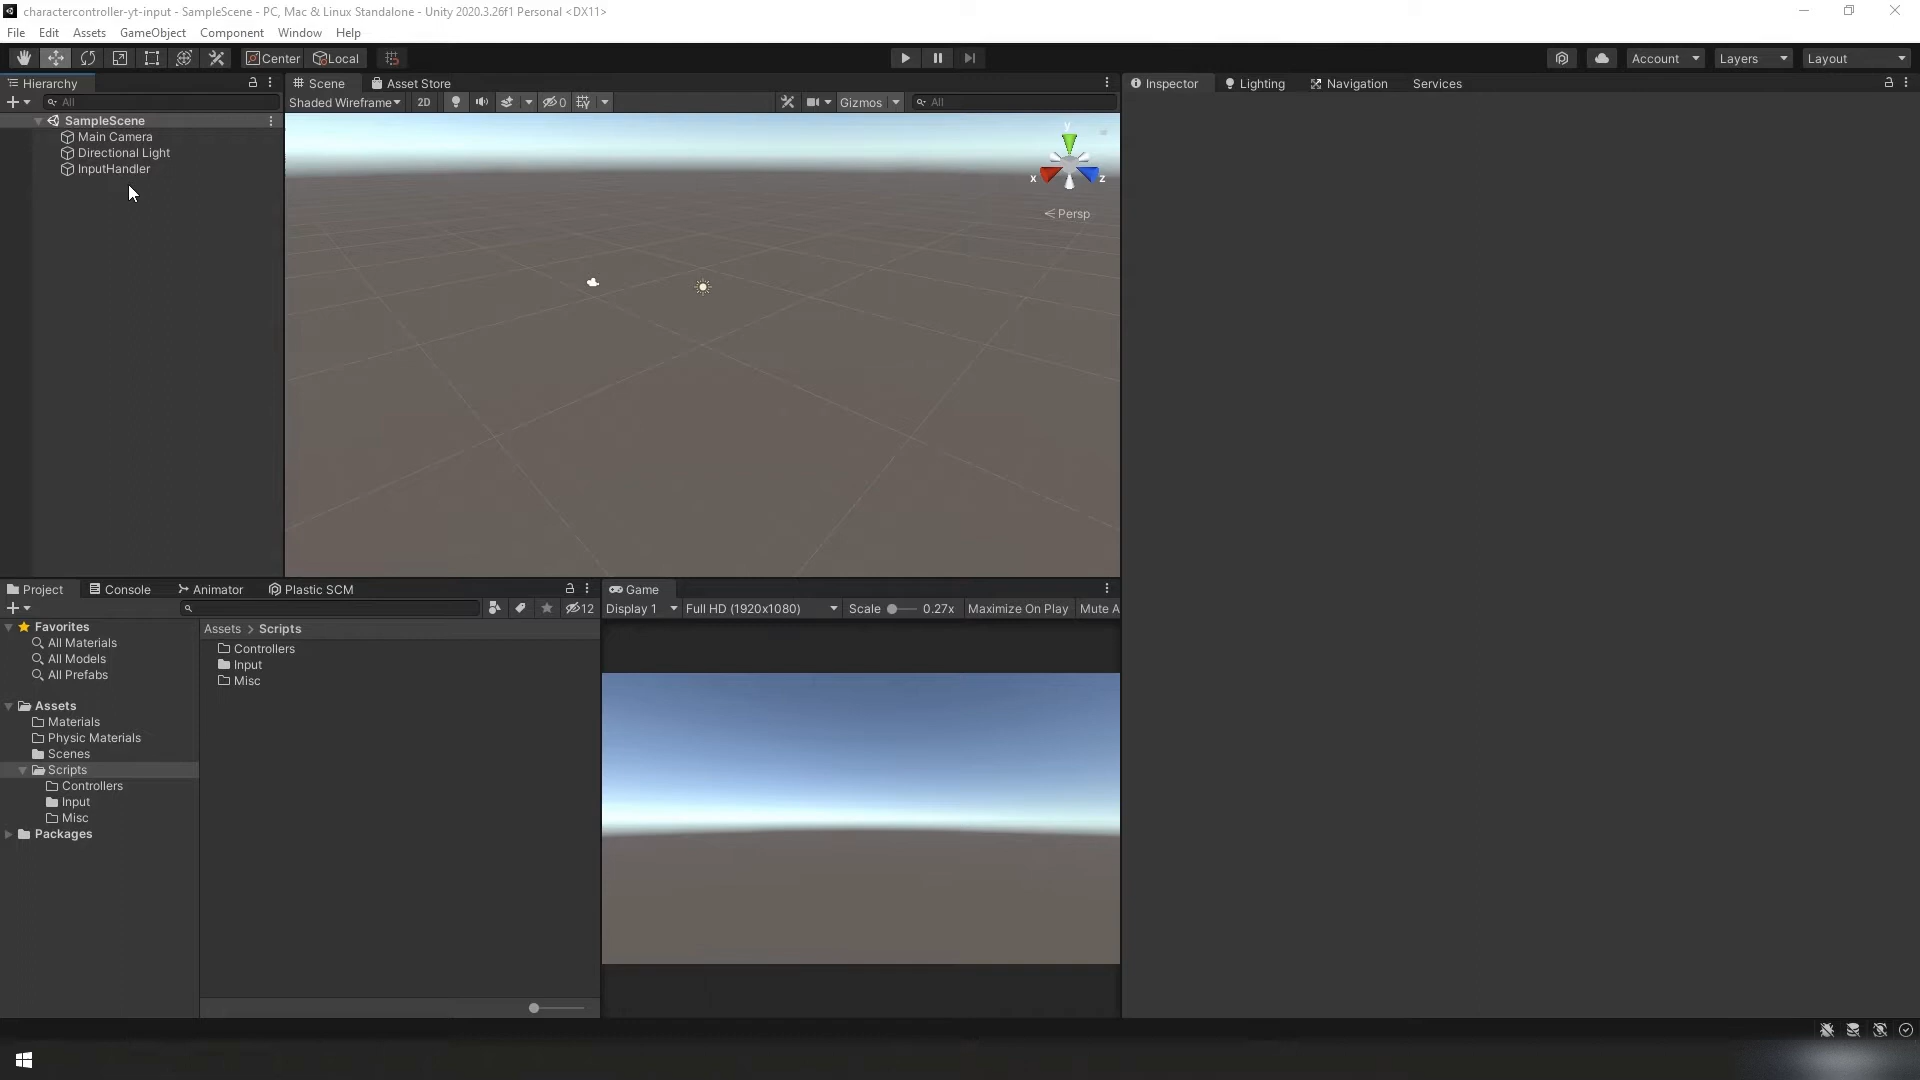 charactercontroller-yt-input - SampleScene - PC, Mac & Linux Standalone - Unity 2020.3.26f1 Personal <DX11>
File Edit Assets GameObject Component Window Help
Center Local
Account Layers Layout
Hierarchy
All
SampleScene
Main Camera
Directional Light
InputHandler
Scene Asset Store
Shaded Wireframe 2D 0 Gizmos All
y
x z
Persp
Inspector Lighting Navigation Services
Project Console Animator Plastic SCM
12
Favorites
All Materials
All Models
All Prefabs
Assets
Materials
Physic Materials
Scenes
Scripts
Controllers
Input
Misc
Packages
Assets > Scripts
Controllers
Input
Misc
Game
Display 1 Full HD (1920x1080) Scale 0.27x Maximize On Play Mute A